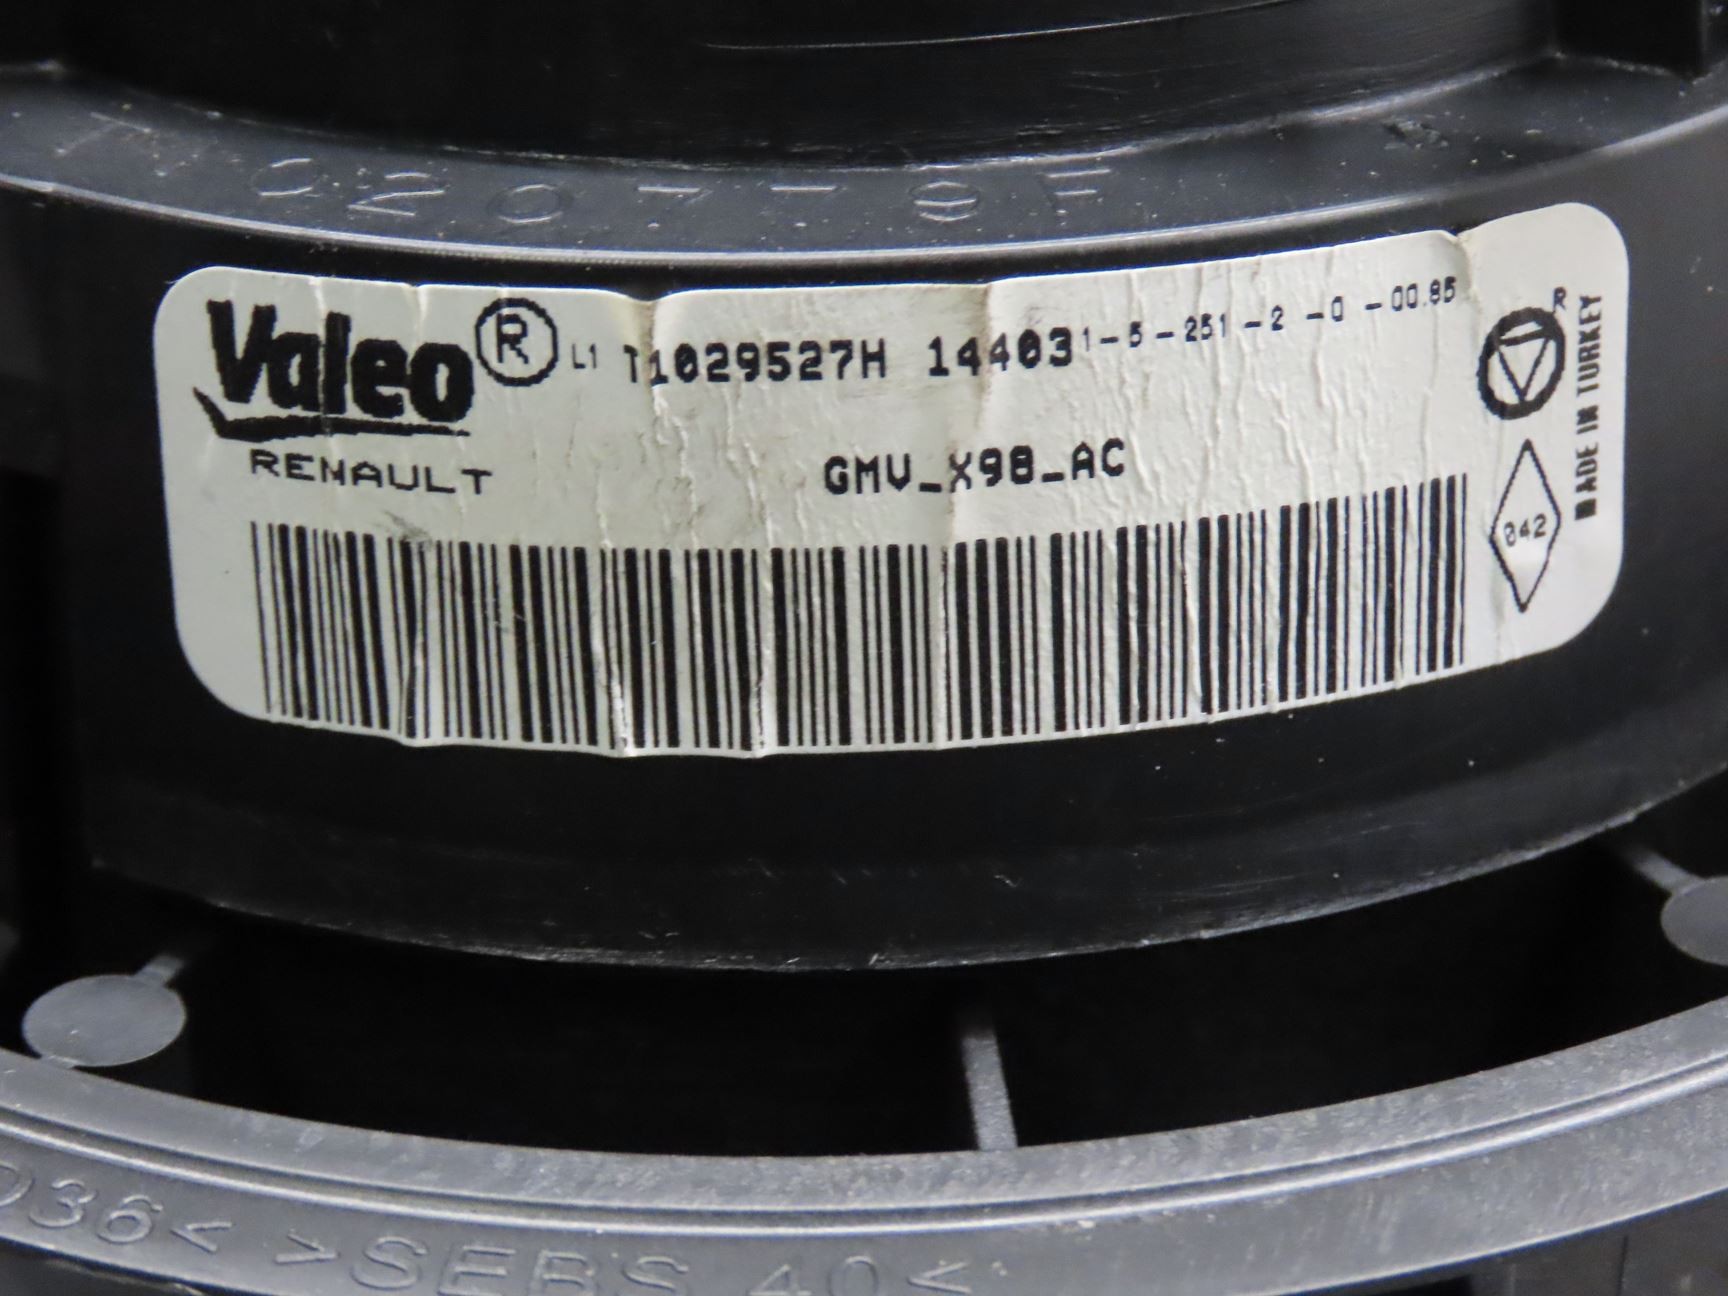 Valeo ® L1 T1029527H 14403 1-5-251-2-0-00.85
RENAULT
GMV_X98_AC
R
MADE IN TURKEY
042
D36< >SEBS 40<